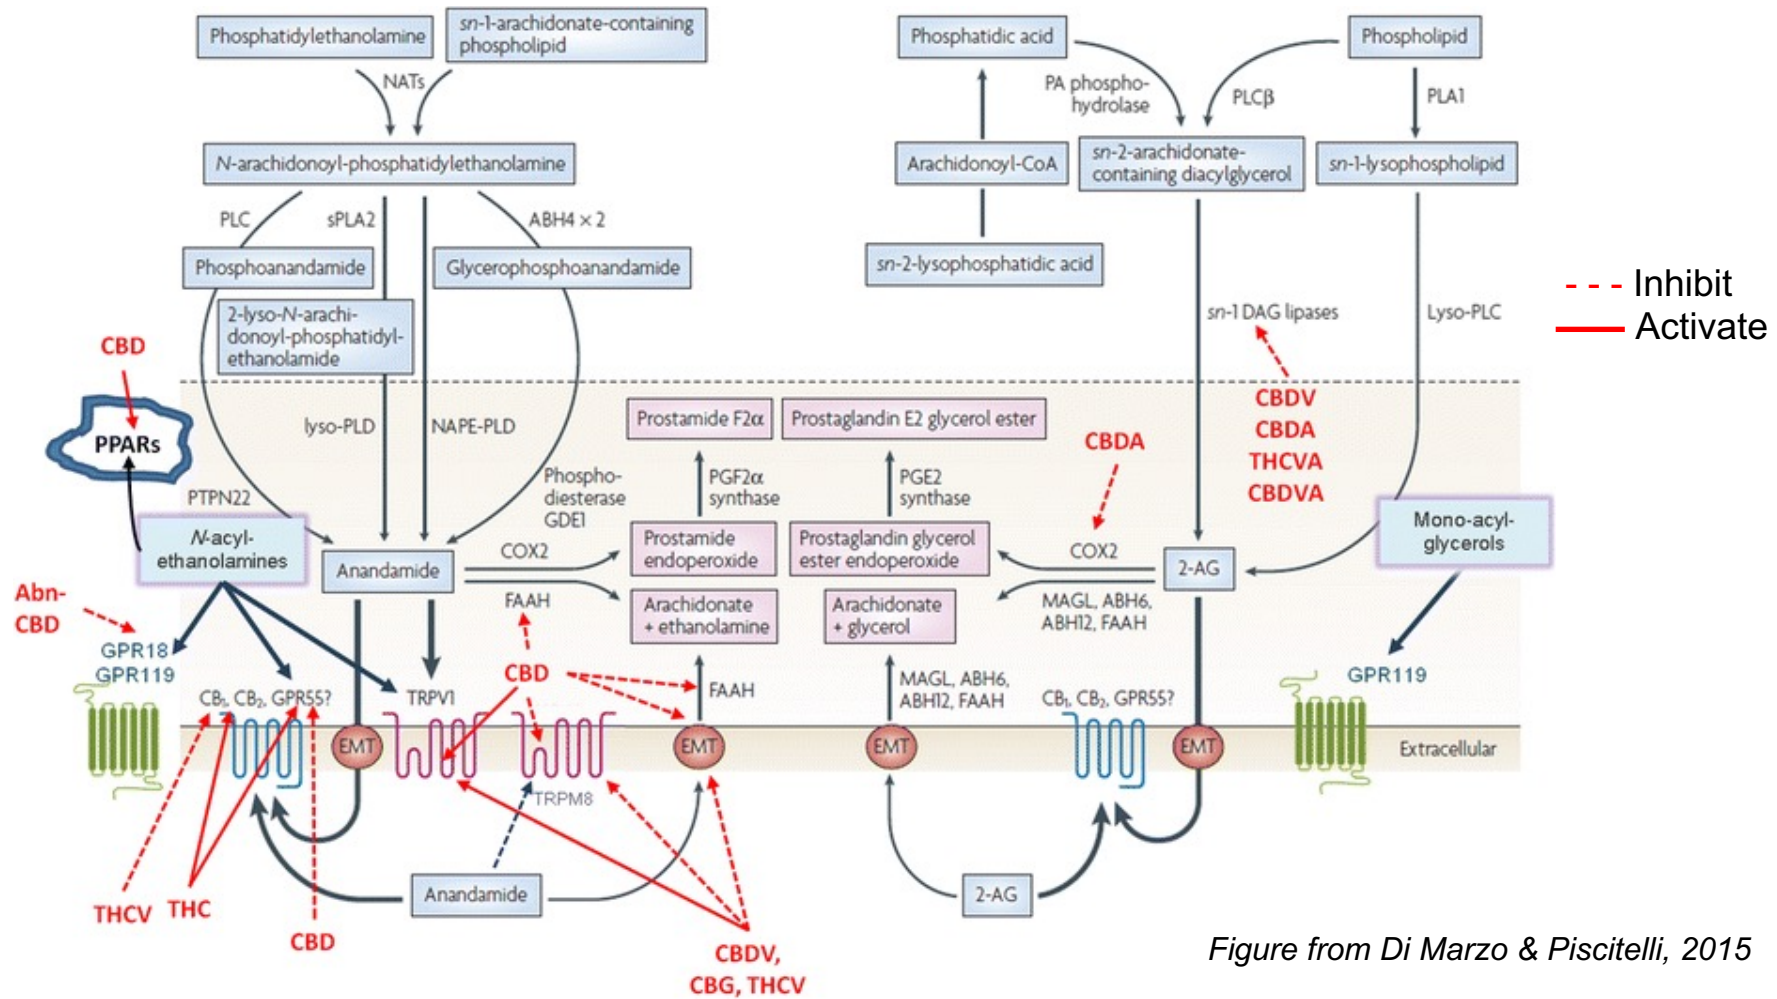 Phosphatidylethanolamine
sn-1-arachidonate-containing
phospholipid
NATs
N-arachidonoyl-phosphatidylethanolamine
PLC
sPLA2
ABH4 × 2
Phosphoanandamide
Glycerophosphoanandamide
2-lyso-N-arachi-
donoyl-phosphatidyl-
ethanolamide
lyso-PLD
NAPE-PLD
Phospho-
diesterase
GDE1
Phosphatidic acid
Phospholipid
PA phospho-
hydrolase
PLCβ
PLA1
Arachidonoyl-CoA
sn-2-arachidonate-
containing diacylglycerol
sn-1-lysophospholipid
sn-2-lysophosphatidic acid
sn-1 DAG lipases
Lyso-PLC
Inhibit
Activate
CBD
PPARs
PTPN22
N-acyl-
ethanolamines
Anandamide
COX2
FAAH
Prostamide F2α
Prostaglandin E2 glycerol ester
PGF2α
synthase
PGE2
synthase
Prostamide
endoperoxide
Prostaglandin glycerol
ester endoperoxide
Arachidonate
+ ethanolamine
Arachidonate
+ glycerol
CBDA
COX2
2-AG
MAGL, ABH6,
ABH12, FAAH
CBDV
CBDA
THCVA
CBDVA
Mono-acyl-
glycerols
Abn-
CBD
GPR18
GPR119
CB1, CB2, GPR55?
TRPV1
CBD
FAAH
MAGL, ABH6,
ABH12, FAAH
CB1, CB2, GPR55?
GPR119
EMT
EMT
EMT
EMT
Extracellular
TRPM8
Anandamide
2-AG
THCV
THC
CBD
CBDV,
CBG, THCV
Figure from Di Marzo & Piscitelli, 2015